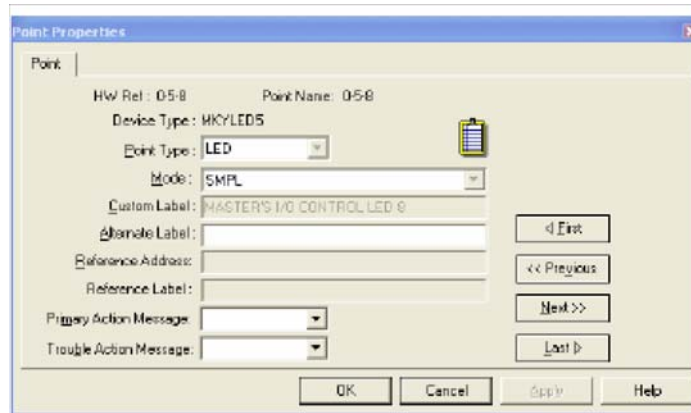 Point Properties
Point
HW Ref : 0-5-8 Point Name: 0-5-8
Device Type : MKYLED5
Point Type : LED
Mode : SMPL
Custom Label : MASTER'S I/O CONTROL LED 8
Alternate Label :
Reference Address:
Reference Label :
Primary Action Message:
Trouble Action Message:
First
<< Previous
Next >>
Last
OK Cancel Apply Help